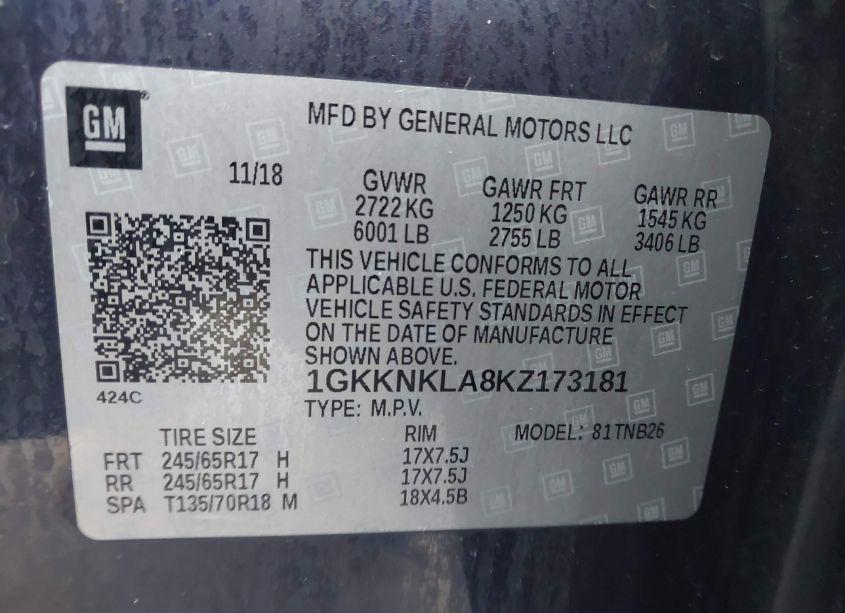 GM
MFD BY GENERAL MOTORS LLC
11/18 GVWR GAWR FRT GAWR RR
2722 KG 1250 KG 1545 KG
6001 LB 2755 LB 3406 LB
THIS VEHICLE CONFORMS TO ALL
APPLICABLE U.S. FEDERAL MOTOR
VEHICLE SAFETY STANDARDS IN EFFECT
ON THE DATE OF MANUFACTURE
SHOWN ABOVE.
424C
1GKKNKLA8KZ173181
TYPE: M.P.V.
TIRE SIZE RIM MODEL: 81TNB26
FRT 245/65R17 H 17X7.5J
RR 245/65R17 H 17X7.5J
SPA T135/70R18 M 18X4.5B